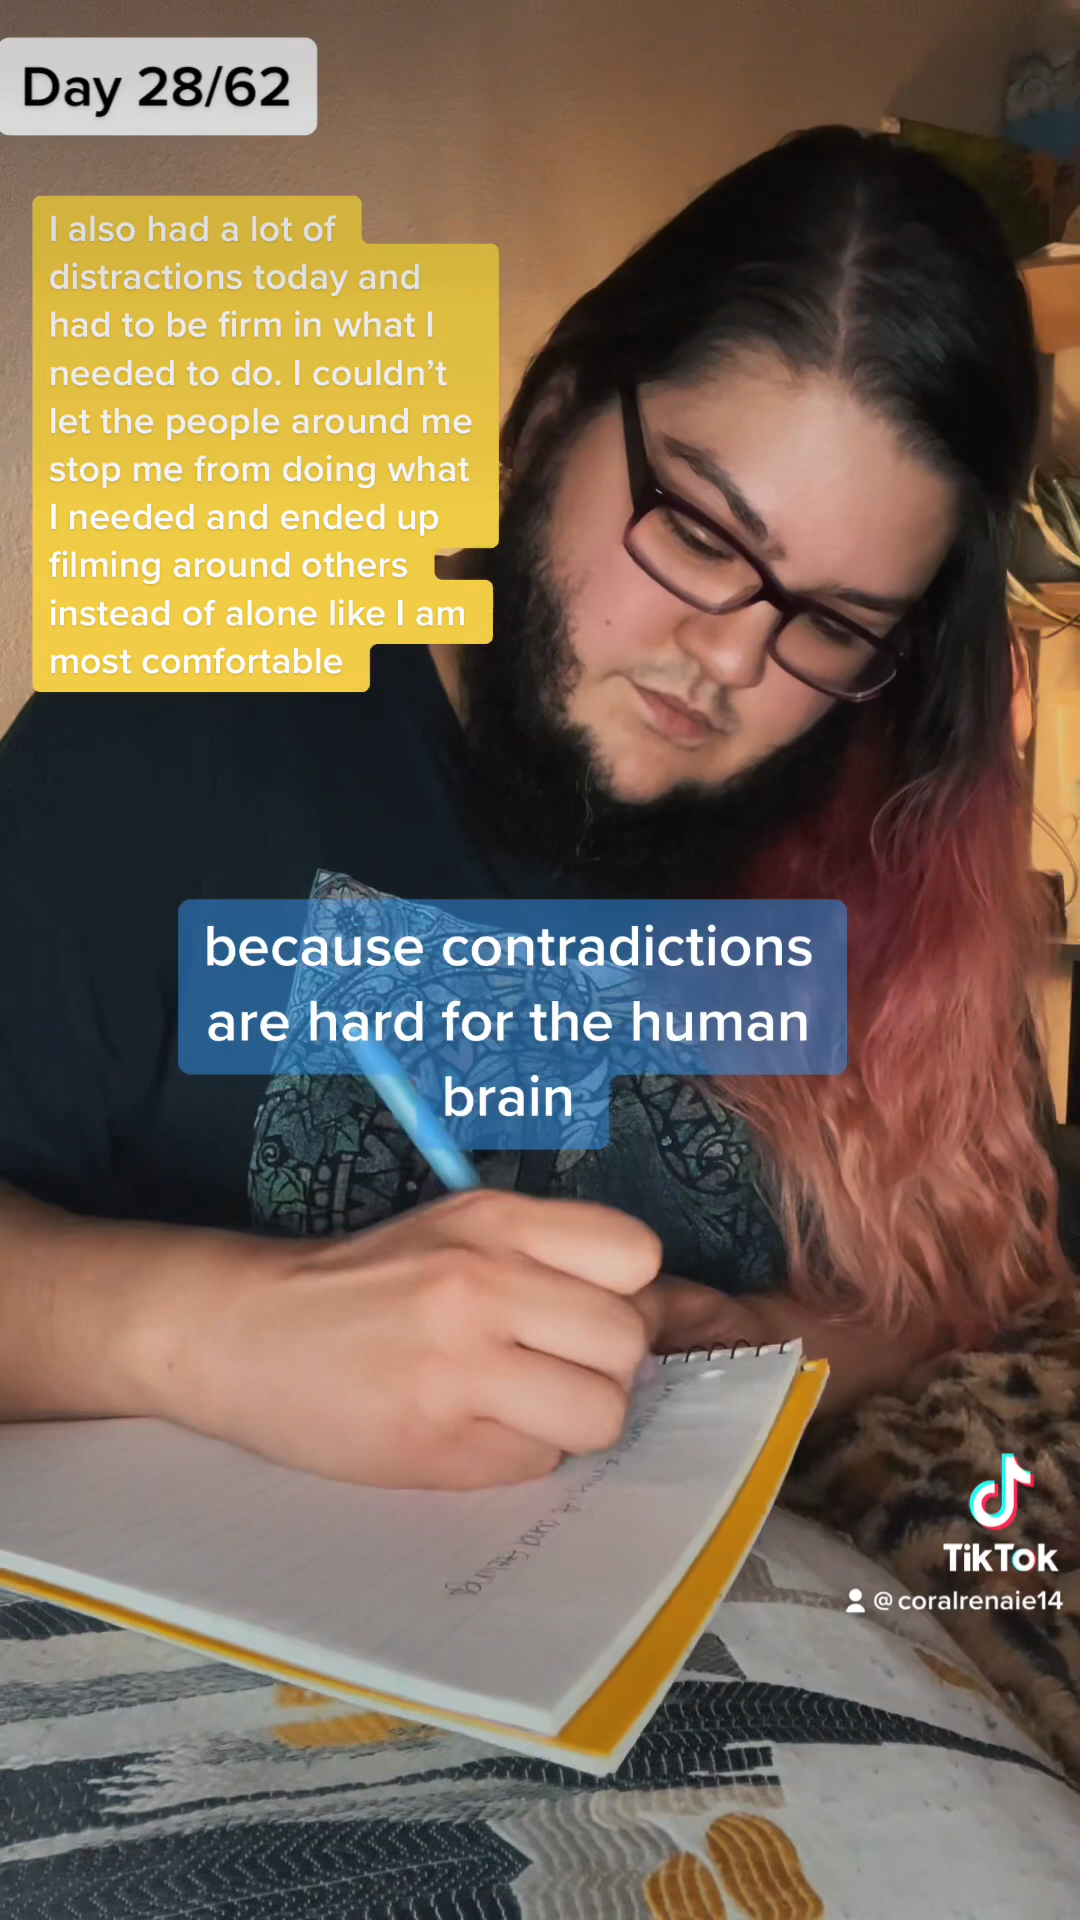 Day 28/62
I also had a lot of
distractions today and
had to be firm in what I
needed to do. I couldn’t
let the people around me
stop me from doing what
I needed and ended up
filming around others
instead of alone like I am
most comfortable
because contradictions
are hard for the human
brain
TikTok
@coralrenaie14